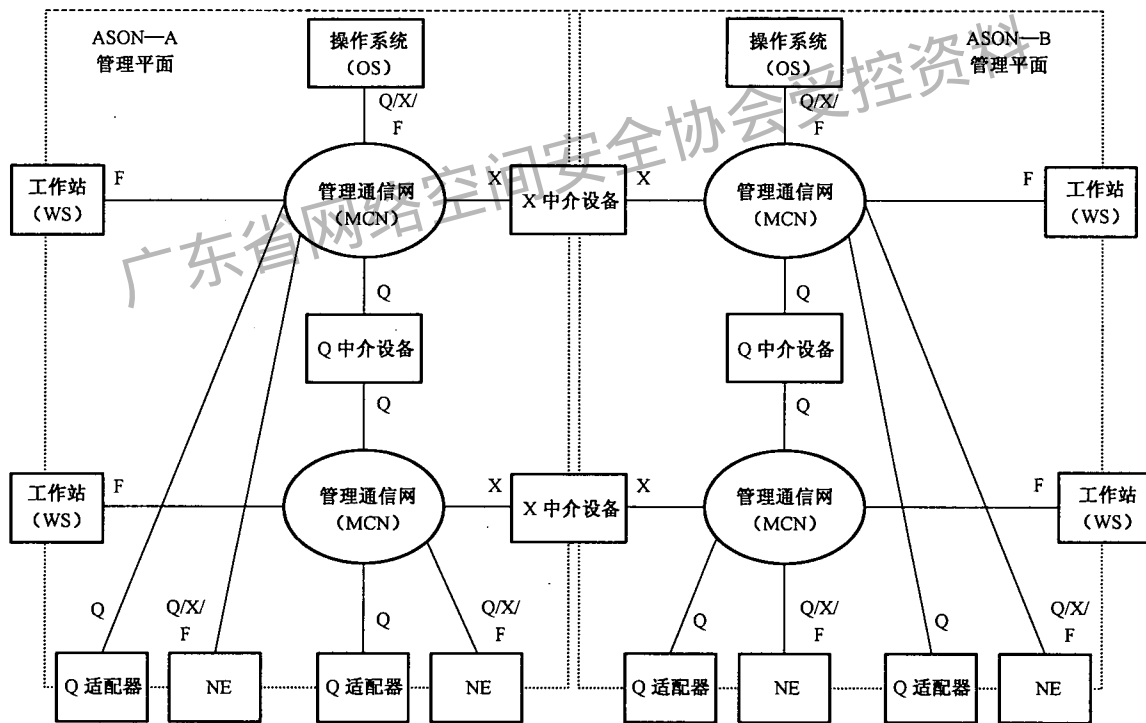 ASON—A
管理平面
操作系统
（OS）
操作系统
（OS）
ASON—B
管理平面
Q/X/
F
Q/X/
F
工作站
（WS）
F
管理通信网
（MCN）
X
X 中介设备
X
管理通信网
（MCN）
F
工作站
（WS）
Q
Q
Q 中介设备
Q 中介设备
Q
Q
工作站
（WS）
F
管理通信网
（MCN）
X
X 中介设备
X
管理通信网
（MCN）
F
工作站
（WS）
Q
Q/X/
F
Q
Q/X/
F
Q
Q/X/
F
Q
Q/X/
F
Q 适配器
NE
Q 适配器
NE
Q 适配器
NE
Q 适配器
NE
广东省网络空间安全协会受控资料